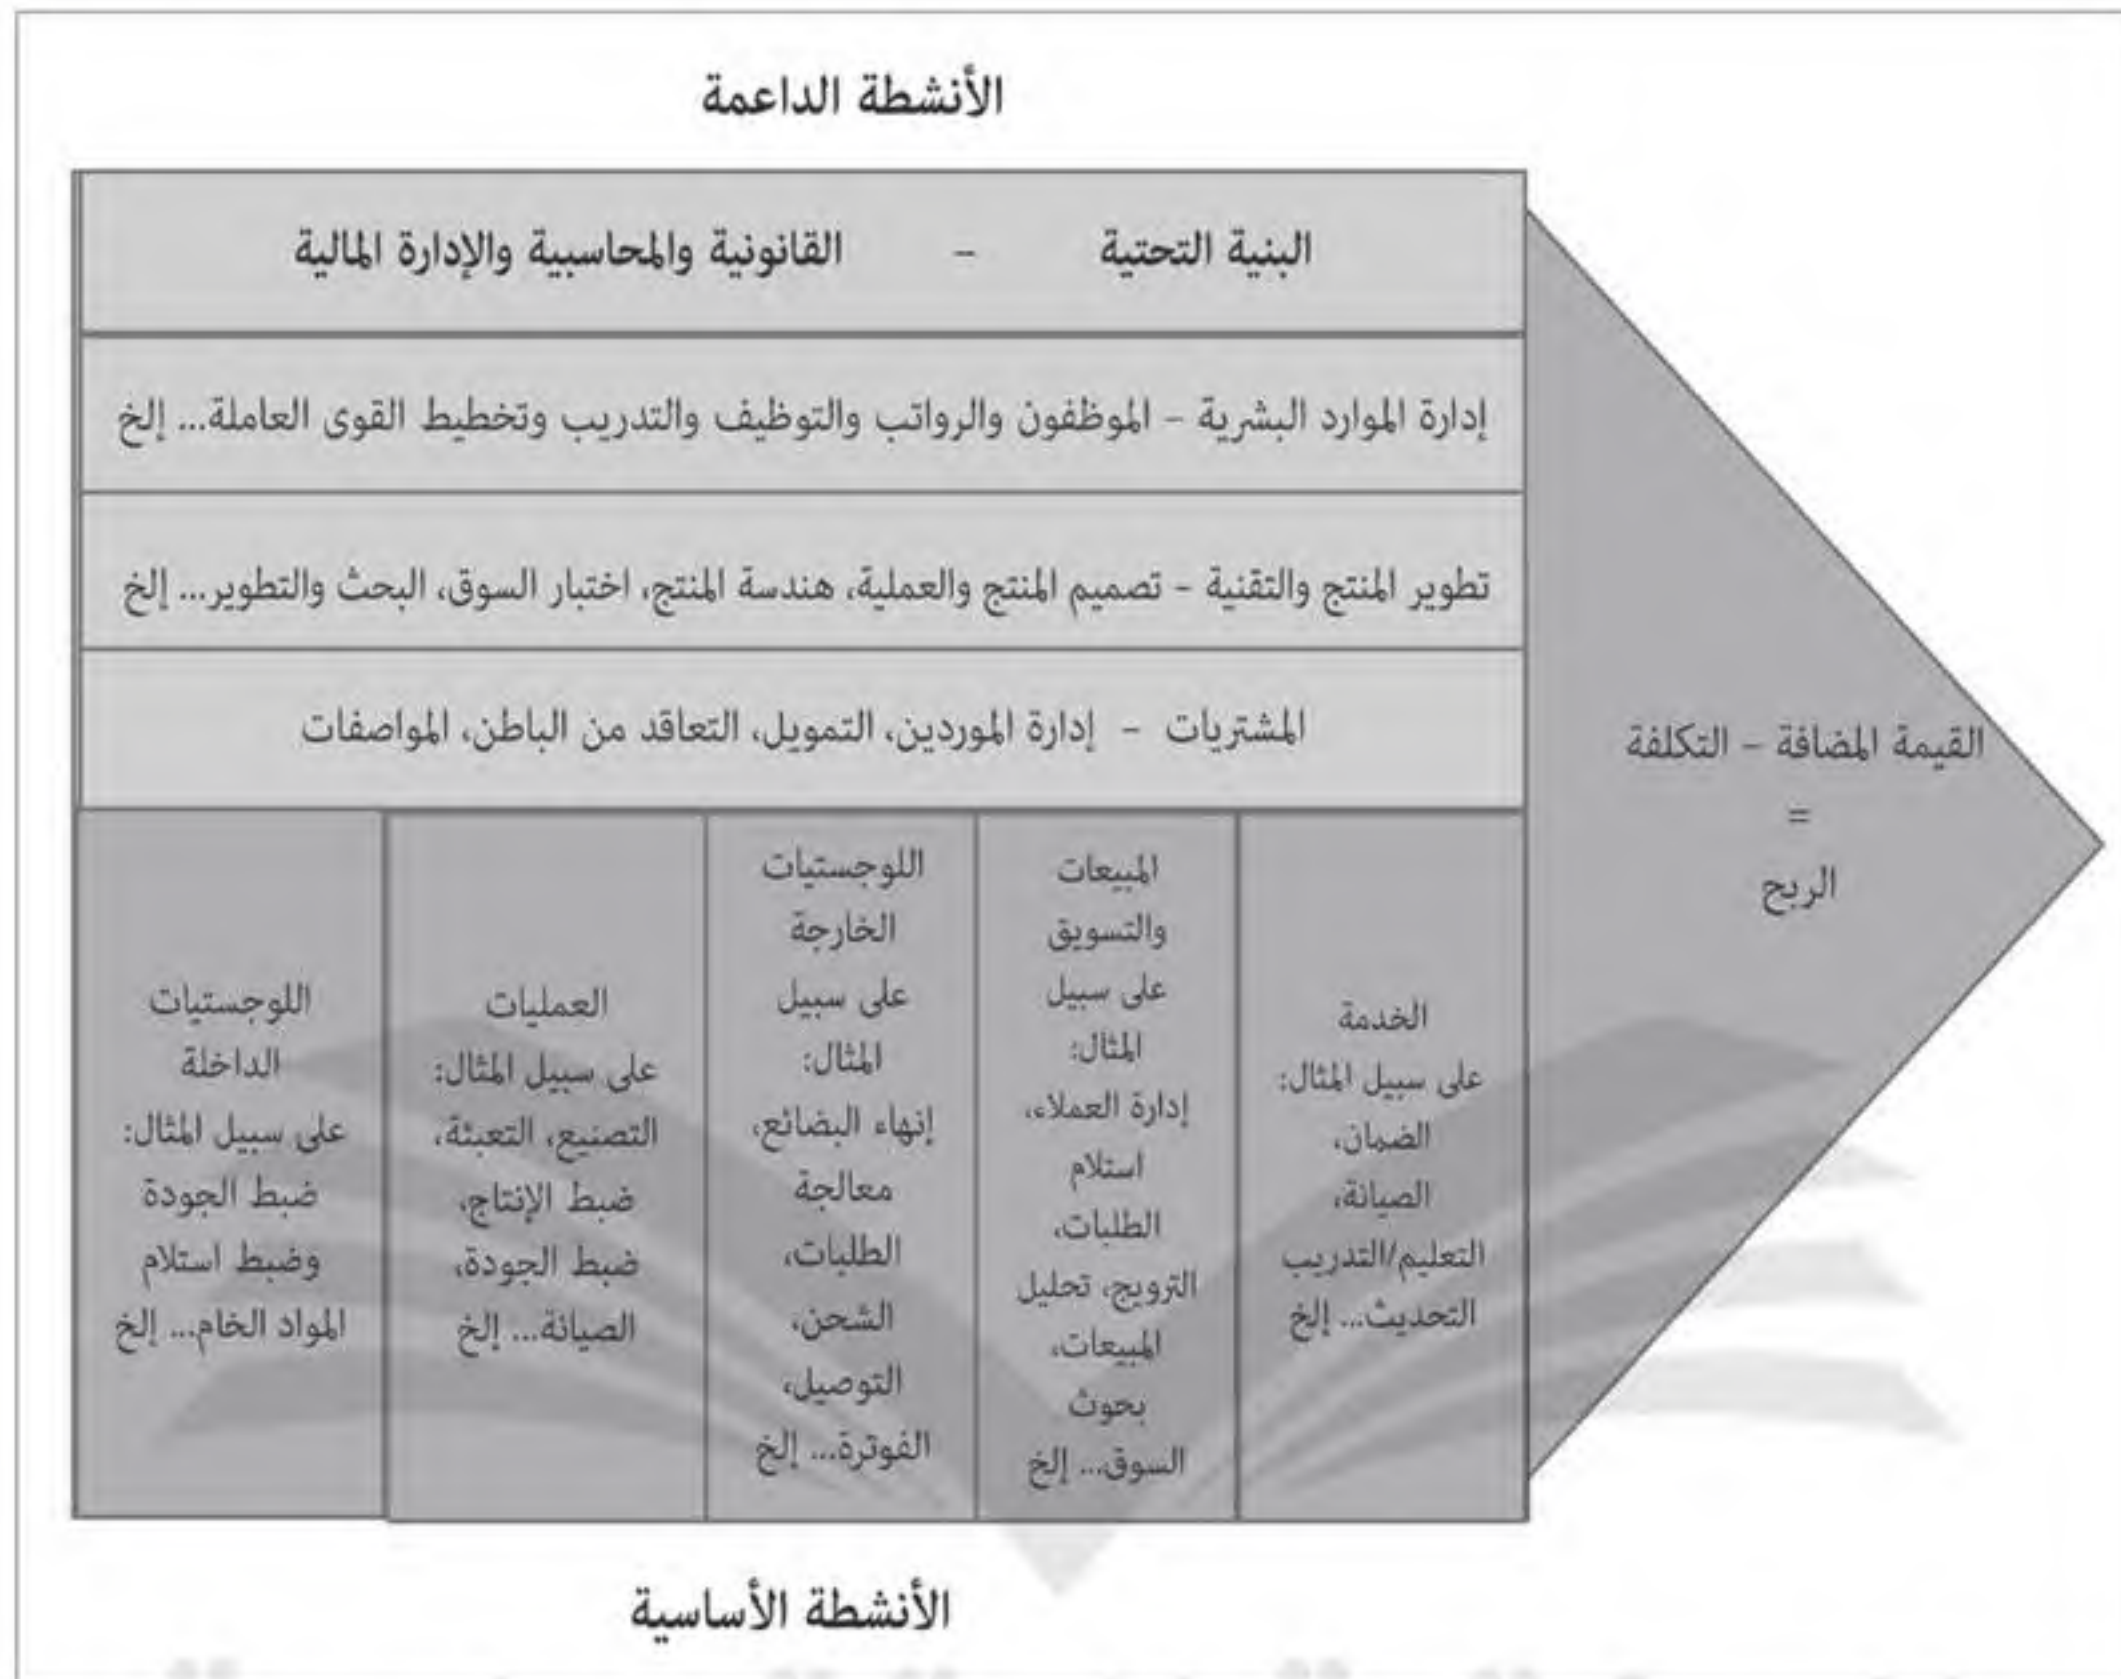 الأنشطة الداعمة
البنية التحتية – القانونية والمحاسبية والإدارة المالية
إدارة الموارد البشرية – الموظفون والرواتب والتوظيف والتدريب وتخطيط القوى العاملة... إلخ
تطوير المنتج والتقنية – تصميم المنتج والعملية، هندسة المنتج، اختبار السوق، البحث والتطوير... إلخ
المشتريات – إدارة الموردين، التمويل، التعاقد من الباطن، المواصفات
القيمة المضافة – التكلفة
=
الربح
الخدمة
على سبيل المثال:
الضمان،
الصيانة،
التعليم/التدريب
التحديث... إلخ
المبيعات
والتسويق
على سبيل
المثال:
إدارة العملاء،
استلام
الطلبات،
الترويج، تحليل
المبيعات،
بحوث
السوق... إلخ
اللوجستيات
الخارجة
على سبيل
المثال:
إنهاء البضائع،
معالجة
الطلبات،
الشحن،
التوصيل،
الفوترة... إلخ
العمليات
على سبيل المثال:
التصنيع، التعبئة،
ضبط الإنتاج،
ضبط الجودة،
الصيانة... إلخ
اللوجستيات
الداخلة
على سبيل المثال:
ضبط الجودة
وضبط استلام
المواد الخام... إلخ
الأنشطة الأساسية